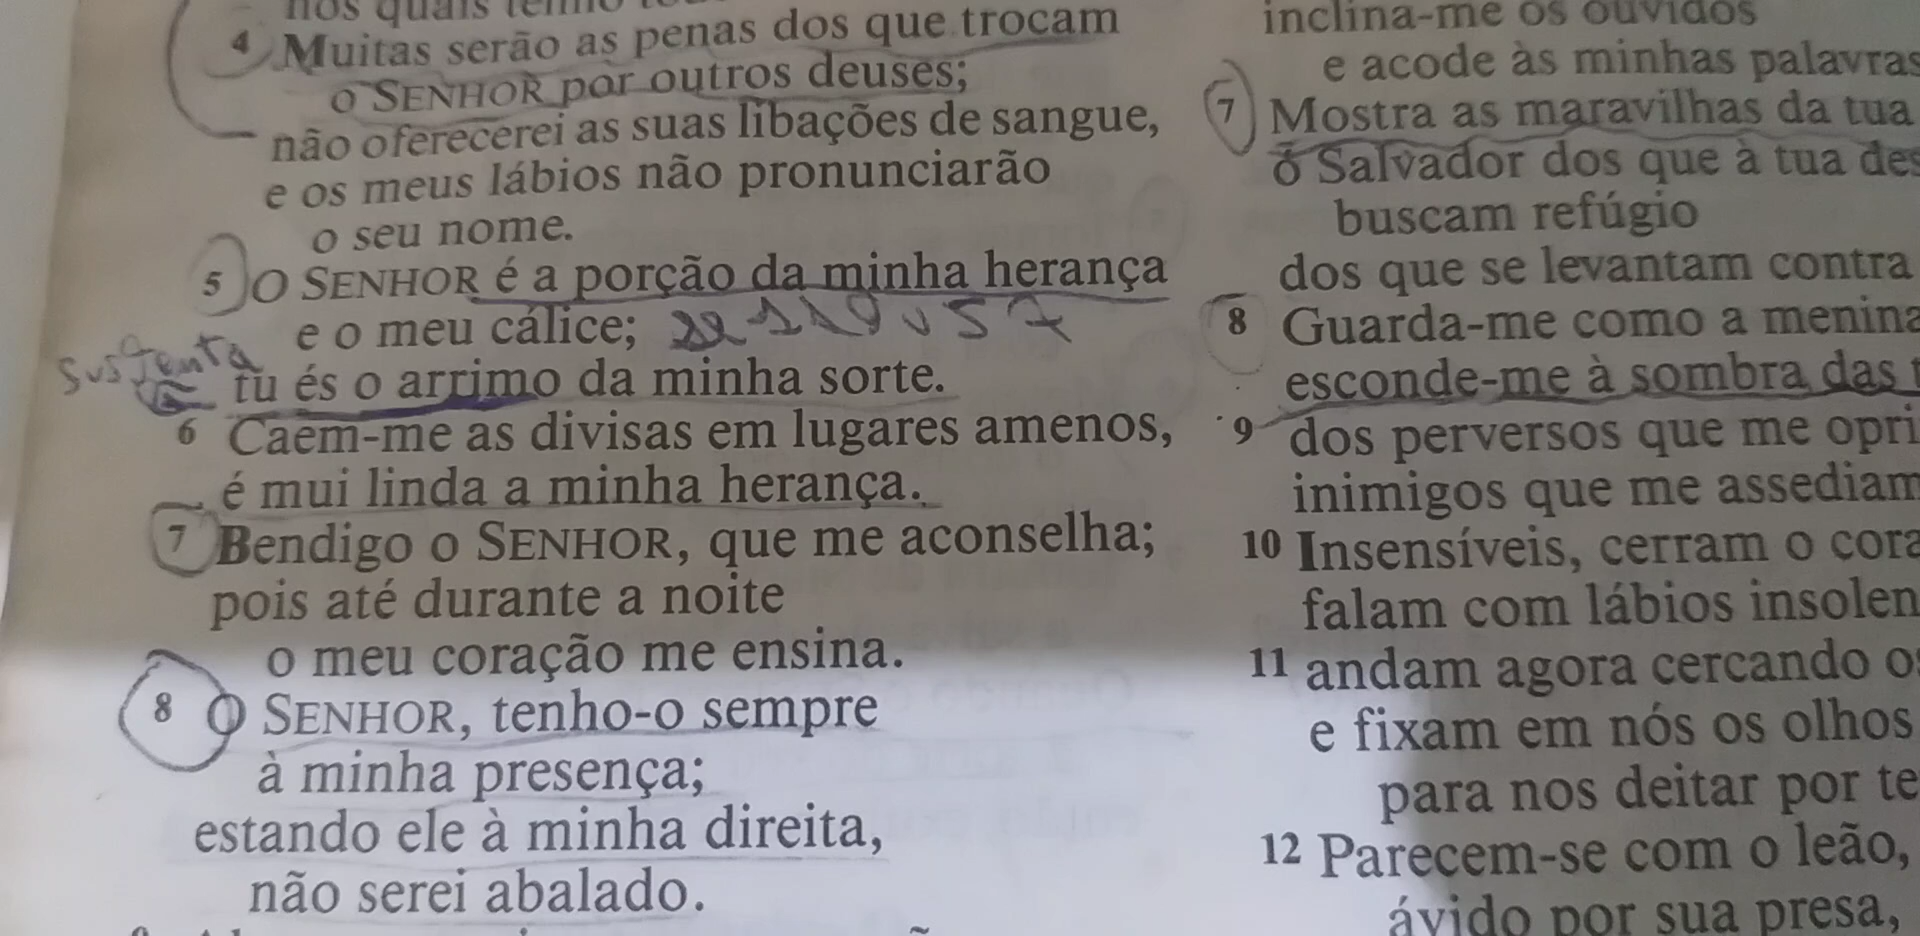 nos quais
4 Muitas serão as penas dos que trocam
o SENHOR por outros deuses;
não oferecerei as suas libações de sangue,
e os meus lábios não pronunciarão
o seu nome.
5 O SENHOR é a porção da minha herança
e o meu cálice;
Sustenta
tu és o arrimo da minha sorte.
6 Caem-me as divisas em lugares amenos,
é mui linda a minha herança.
7 Bendigo o SENHOR, que me aconselha;
pois até durante a noite
o meu coração me ensina.
8 O SENHOR, tenho-o sempre
à minha presença;
estando ele à minha direita,
não serei abalado.
inclina-me os ouvidos
e acode às minhas palavras
7 Mostra as maravilhas da tua
ó Salvador dos que à tua des
buscam refúgio
dos que se levantam contra
8 Guarda-me como a menina
esconde-me à sombra das t
9 dos perversos que me opri
inimigos que me assediam
10 Insensíveis, cerram o cora
falam com lábios insolen
11 andam agora cercando o
e fixam em nós os olhos
para nos deitar por te
12 Parecem-se com o leão,
ávido por sua presa,